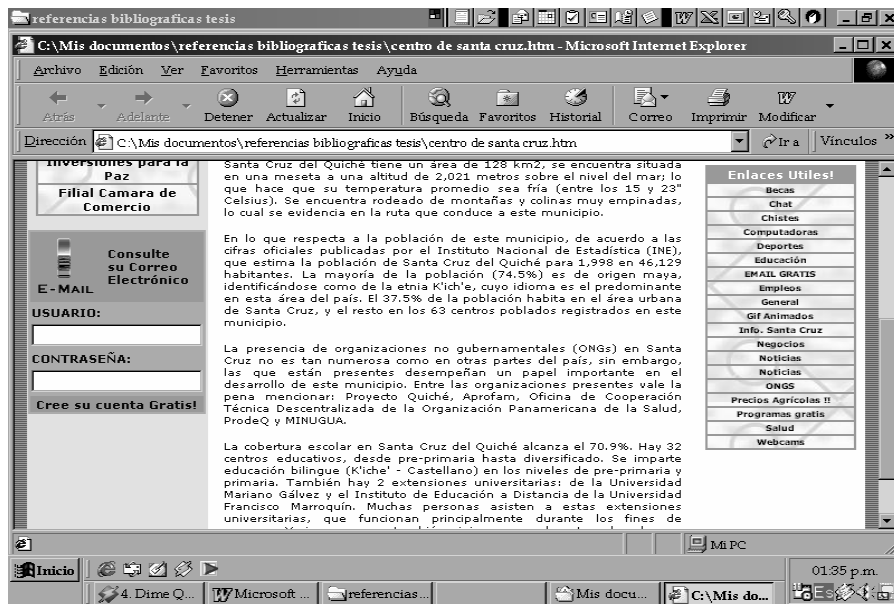 referencias bibliograficas tesis
C:\Mis documentos\referencias bibliograficas tesis\centro de santa cruz.htm - Microsoft Internet Explorer
Archivo Edición Ver Favoritos Herramientas Ayuda
Atrás Adelante Detener Actualizar Inicio Búsqueda Favoritos Historial Correo Imprimir Modificar
Dirección C:\Mis documentos\referencias bibliograficas tesis\centro de santa cruz.htm Ir a Vínculos »
Inversiones para la
Paz
Filial Camara de
Comercio
Consulte
su Correo
Electrónico
E-MAIL
USUARIO:
CONTRASEÑA:
Cree su cuenta Gratis!
Santa Cruz del Quiché tiene un área de 128 km2, se encuentra situada
en una meseta a una altitud de 2,021 metros sobre el nivel del mar; lo
que hace que su temperatura promedio sea fría (entre los 15 y 23"
Celsius). Se encuentra rodeado de montañas y colinas muy empinadas,
lo cual se evidencia en la ruta que conduce a este municipio.
En lo que respecta a la población de este municipio, de acuerdo a las
cifras oficiales publicadas por el Instituto Nacional de Estadística (INE),
que estima la población de Santa Cruz del Quiché para 1,998 en 46,129
habitantes. La mayoría de la población (74.5%) es de origen maya,
identificándose como de la etnia K'ich'e, cuyo idioma es el predominante
en esta área del país. El 37.5% de la población habita en el área urbana
de Santa Cruz, y el resto en los 63 centros poblados registrados en este
municipio.
La presencia de organizaciones no gubernamentales (ONGs) en Santa
Cruz no es tan numerosa como en otras partes del país, sin embargo,
las que están presentes desempeñan un papel importante en el
desarrollo de este municipio. Entre las organizaciones presentes vale la
pena mencionar: Proyecto Quiché, Aprofam, Oficina de Cooperación
Técnica Descentralizada de la Organización Panamericana de la Salud,
ProdeQ y MINUGUA.
La cobertura escolar en Santa Cruz del Quiché alcanza el 70.9%. Hay 32
centros educativos, desde pre-primaria hasta diversificado. Se imparte
educación bilingue (K'iche' - Castellano) en los niveles de pre-primaria y
primaria. También hay 2 extensiones universitarias: de la Universidad
Mariano Gálvez y el Instituto de Educación a Distancia de la Universidad
Francisco Marroquín. Muchas personas asisten a estas extensiones
universitarias, que funcionan principalmente durante los fines de
Enlaces Utiles!
Becas
Chat
Chistes
Computadoras
Deportes
Educación
EMAIL GRATIS
Empleos
General
Gif Animados
Info. Santa Cruz
Negocios
Noticias
Noticias
ONGS
Precios Agrícolas !!
Programas gratis
Salud
Webcams
Mi PC
Inicio
01:35 p.m.
4. Dime Q... Microsoft ... referencias... Mis docu... C:\Mis do... Es